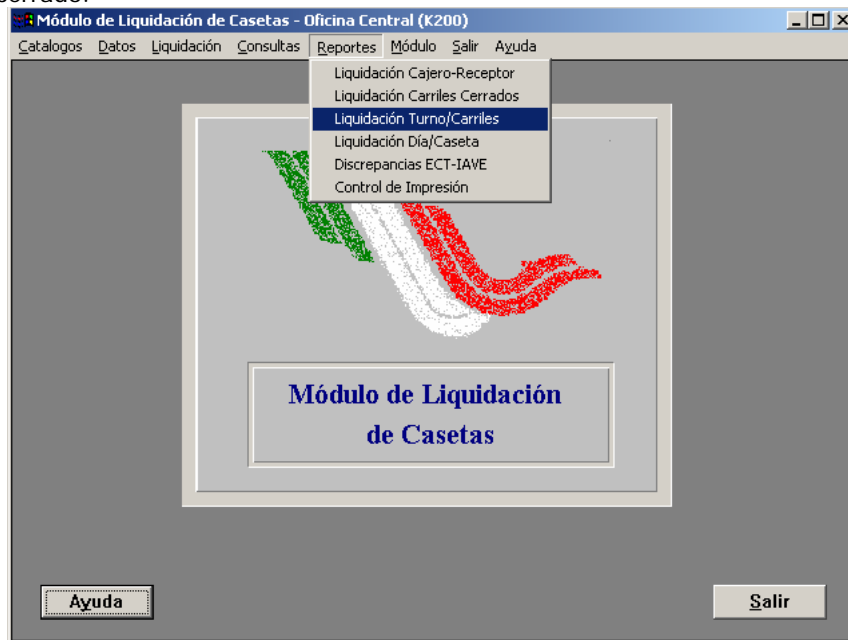 Módulo de Liquidación de Casetas - Oficina Central (K200)
Catalogos Datos Liquidación Consultas Reportes Módulo Salir Ayuda
Liquidación Cajero-Receptor
Liquidación Carriles Cerrados
Liquidación Turno/Carriles
Liquidación Día/Caseta
Discrepancias ECT-IAVE
Control de Impresión
Módulo de Liquidación
de Casetas
Ayuda
Salir